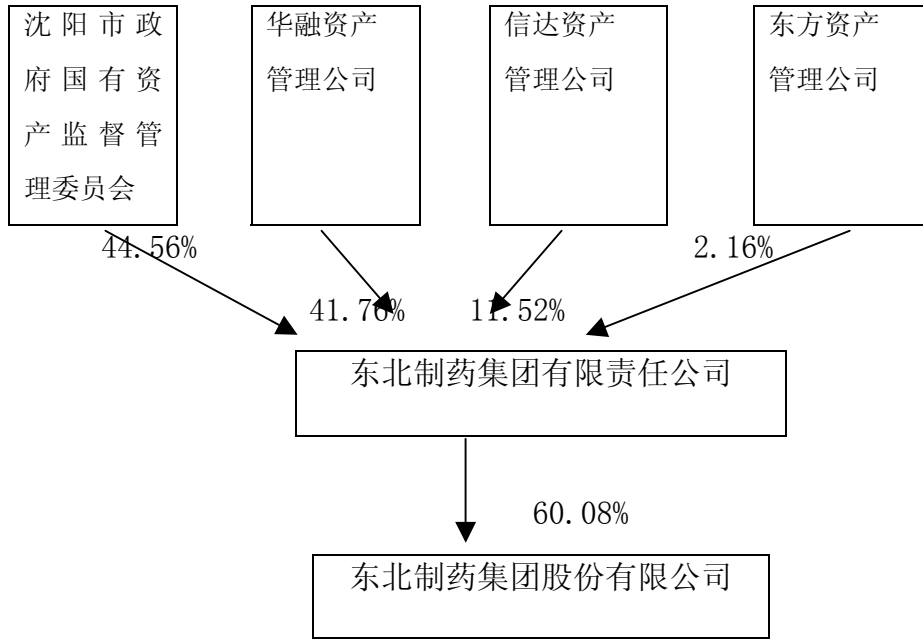 沈阳市政
府国有资
产监督管
理委员会
华融资产
管理公司
信达资产
管理公司
东方资产
管理公司
44.56%
2.16%
41.76%
11.52%
东北制药集团有限责任公司
60.08%
东北制药集团股份有限公司